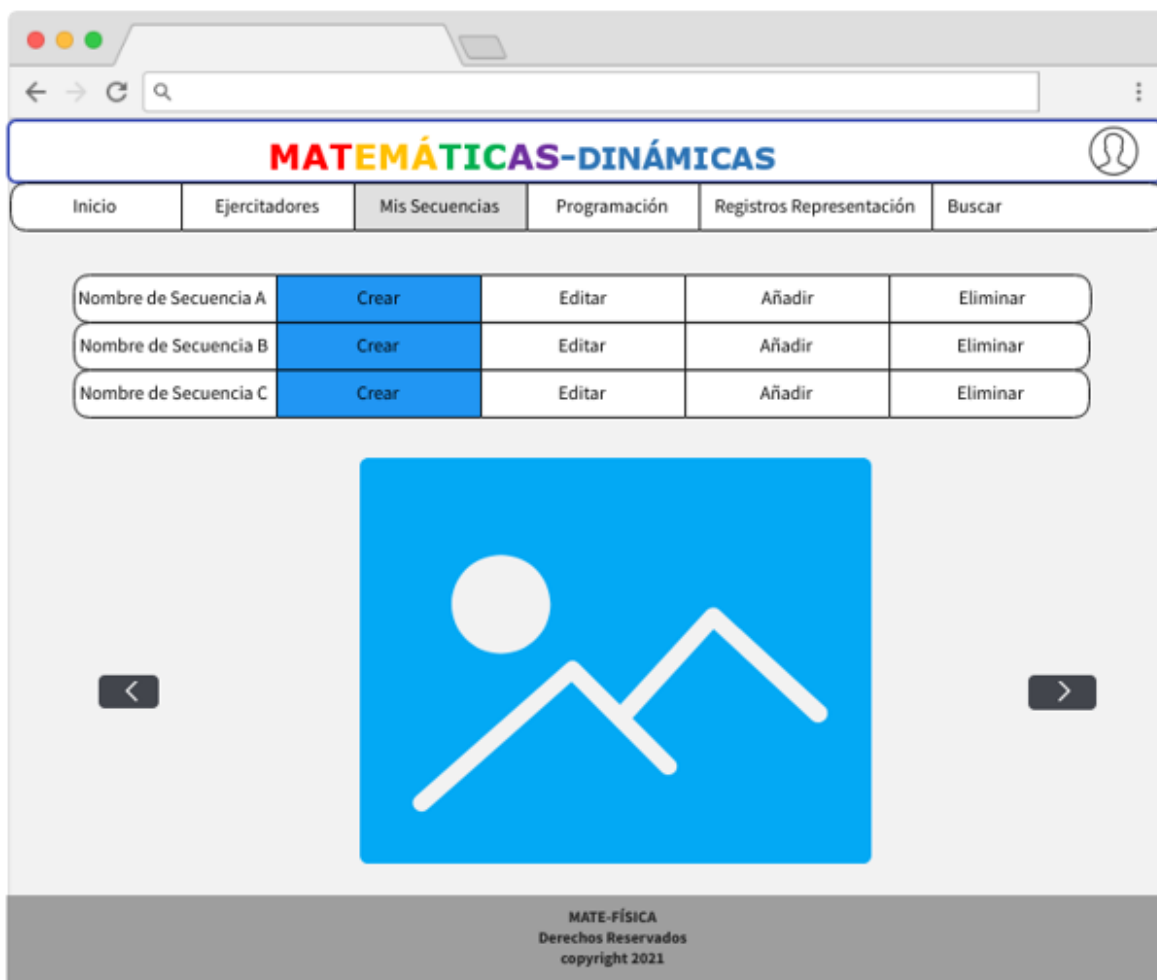 MATEMÁTICAS-DINÁMICAS
Inicio Ejercitadores Mis Secuencias Programación Registros Representación Buscar
Nombre de Secuencia A Crear Editar Añadir Eliminar
Nombre de Secuencia B Crear Editar Añadir Eliminar
Nombre de Secuencia C Crear Editar Añadir Eliminar
MATE-FÍSICA
Derechos Reservados
copyright 2021